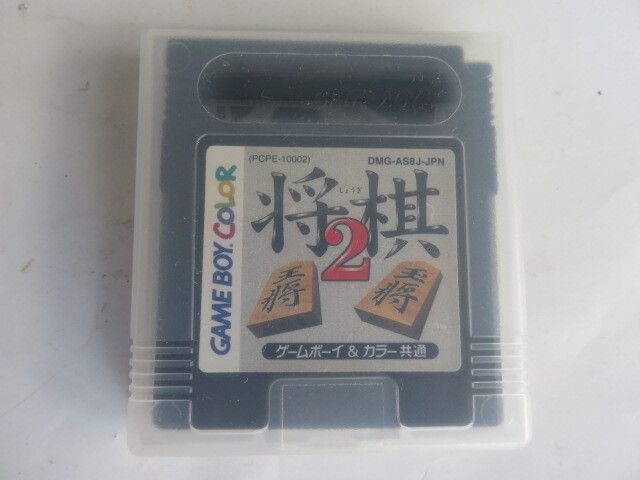 (PCPE-10002)
DMG-AS8J-JPN
将棋
しょうぎ
2
王将
王将
GAME BOY COLOR
ゲームボーイ & カラー 共通